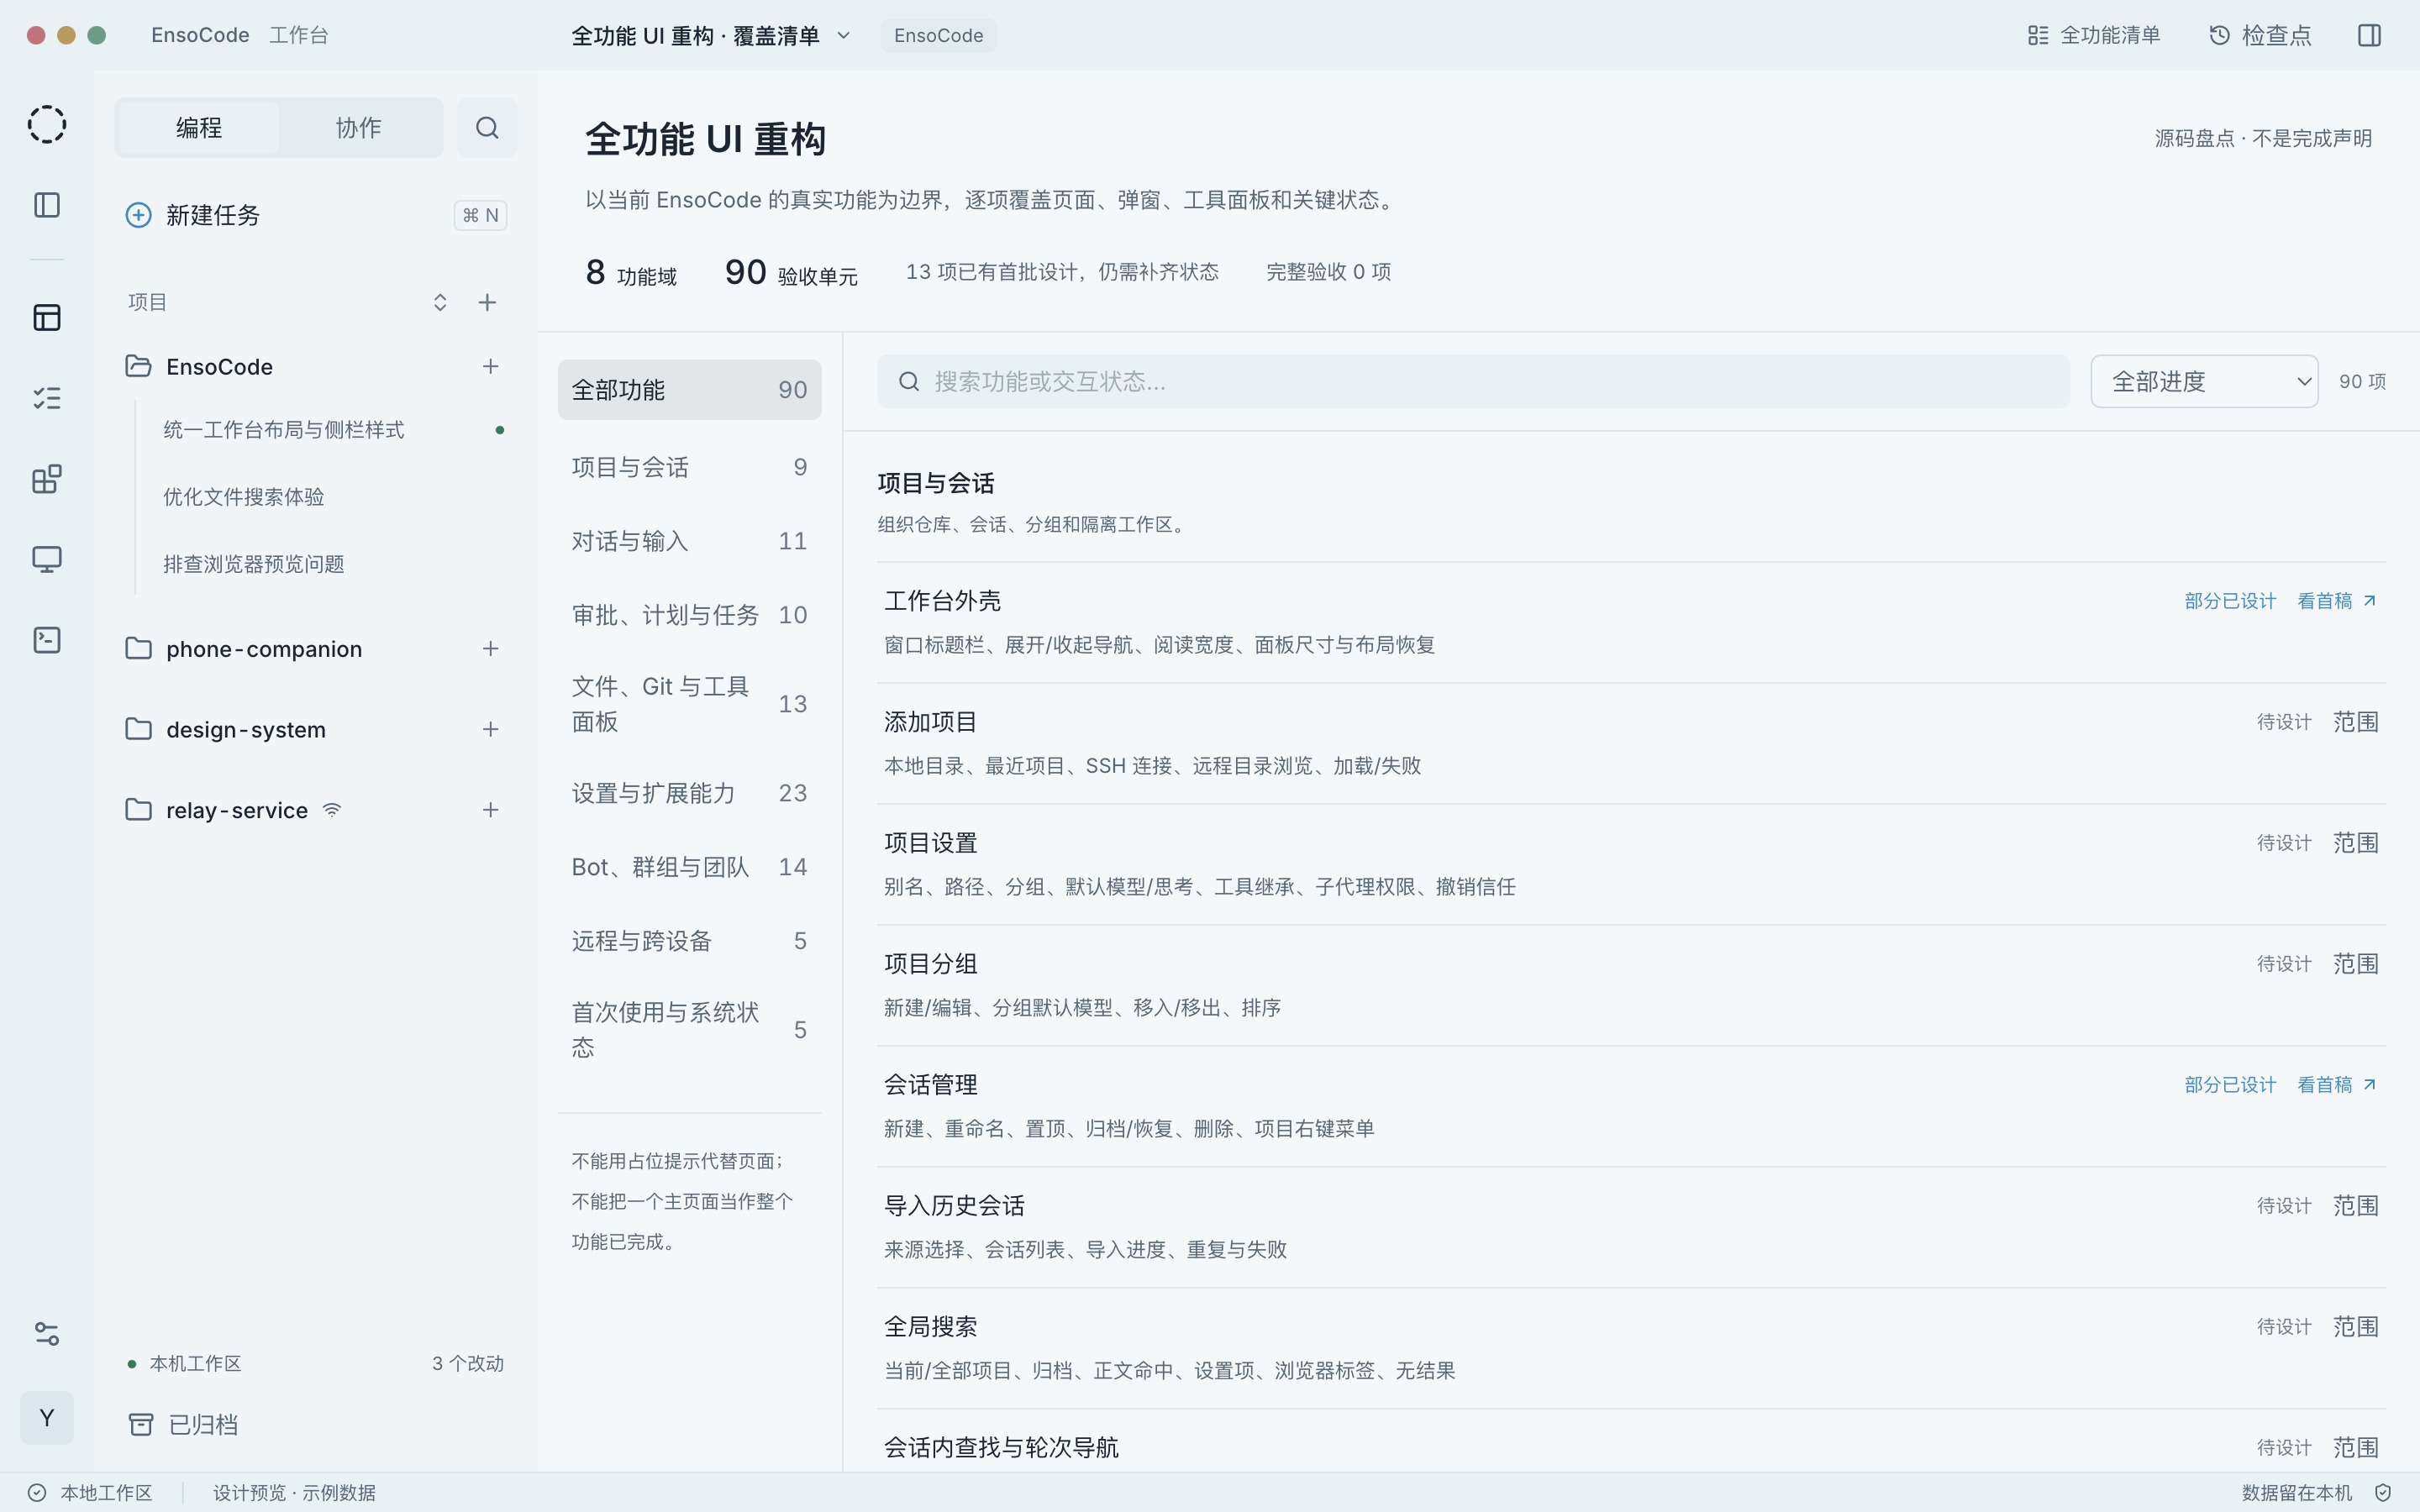 EnsoCode 工作台
全功能 UI 重构 · 覆盖清单
EnsoCode
全功能清单
检查点
编程
协作
新建任务
⌘ N
项目
EnsoCode
统一工作台布局与侧栏样式
优化文件搜索体验
排查浏览器预览问题
phone-companion
design-system
relay-service
本机工作区
3 个改动
Y
已归档
全功能 UI 重构
源码盘点 · 不是完成声明
以当前 EnsoCode 的真实功能为边界，逐项覆盖页面、弹窗、工具面板和关键状态。
8 功能域
90 验收单元
13 项已有首批设计，仍需补齐状态
完整验收 0 项
全部功能 90
项目与会话 9
对话与输入 11
审批、计划与任务 10
文件、Git 与工具
面板
13
设置与扩展能力 23
Bot、群组与团队 14
远程与跨设备 5
首次使用与系统状
态
5
不能用占位提示代替页面；
不能把一个主页面当作整个
功能已完成。
搜索功能或交互状态...
全部进度
90 项
项目与会话
组织仓库、会话、分组和隔离工作区。
工作台外壳
部分已设计 看首稿
窗口标题栏、展开/收起导航、阅读宽度、面板尺寸与布局恢复
添加项目
待设计 范围
本地目录、最近项目、SSH 连接、远程目录浏览、加载/失败
项目设置
待设计 范围
别名、路径、分组、默认模型/思考、工具继承、子代理权限、撤销信任
项目分组
待设计 范围
新建/编辑、分组默认模型、移入/移出、排序
会话管理
部分已设计 看首稿
新建、重命名、置顶、归档/恢复、删除、项目右键菜单
导入历史会话
待设计 范围
来源选择、会话列表、导入进度、重复与失败
全局搜索
待设计 范围
当前/全部项目、归档、正文命中、设置项、浏览器标签、无结果
会话内查找与轮次导航
待设计 范围
本地工作区
设计预览 · 示例数据
数据留在本机